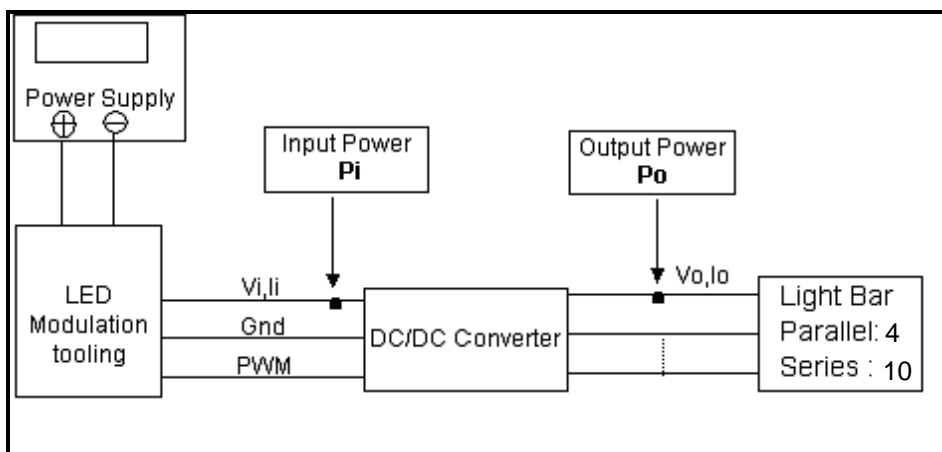 Power Supply
Input Power
Pi
Output Power
Po
LED
Modulation
tooling
Vi,Ii
Gnd
PWM
DC/DC Converter
Vo,Io
Light Bar
Parallel: 4
Series : 10